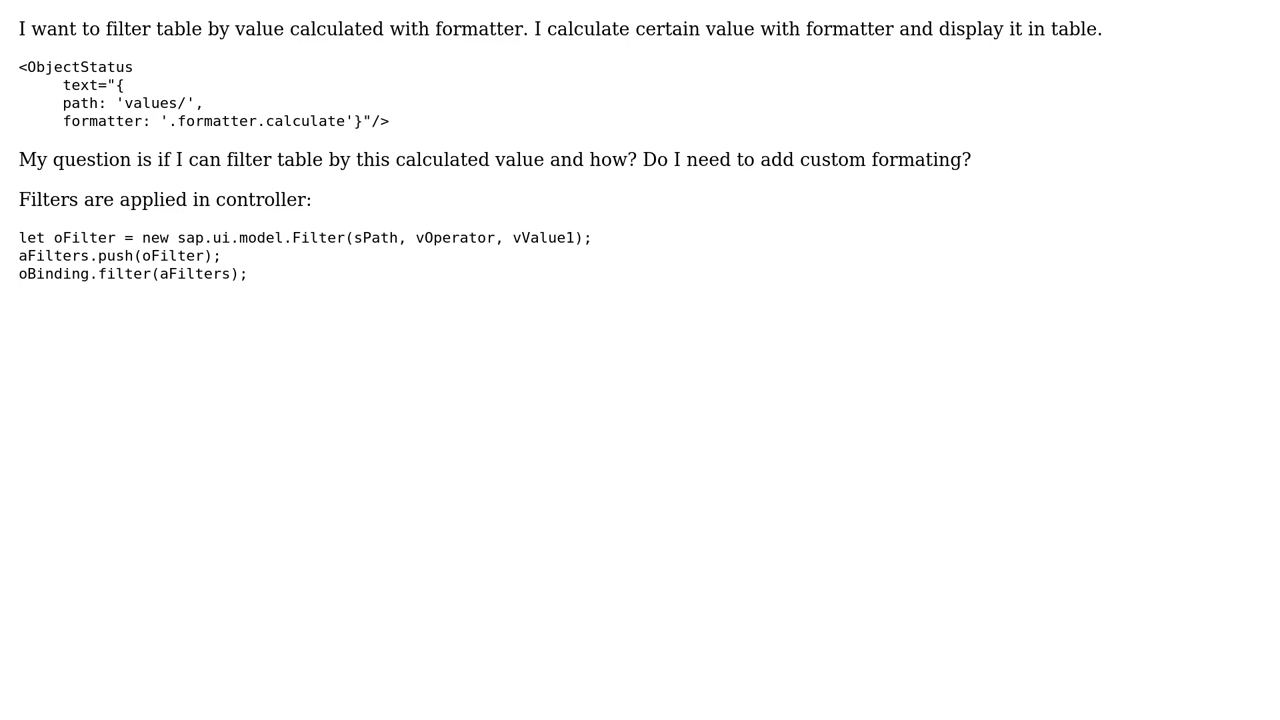 I want to filter table by value calculated with formatter. I calculate certain value with formatter and display it in table.
<ObjectStatus
text="{
path: 'values/',
formatter: '.formatter.calculate'}"/>
My question is if I can filter table by this calculated value and how? Do I need to add custom formating?
Filters are applied in controller:
let oFilter = new sap.ui.model.Filter(sPath, vOperator, vValue1);
aFilters.push(oFilter);
oBinding.filter(aFilters);